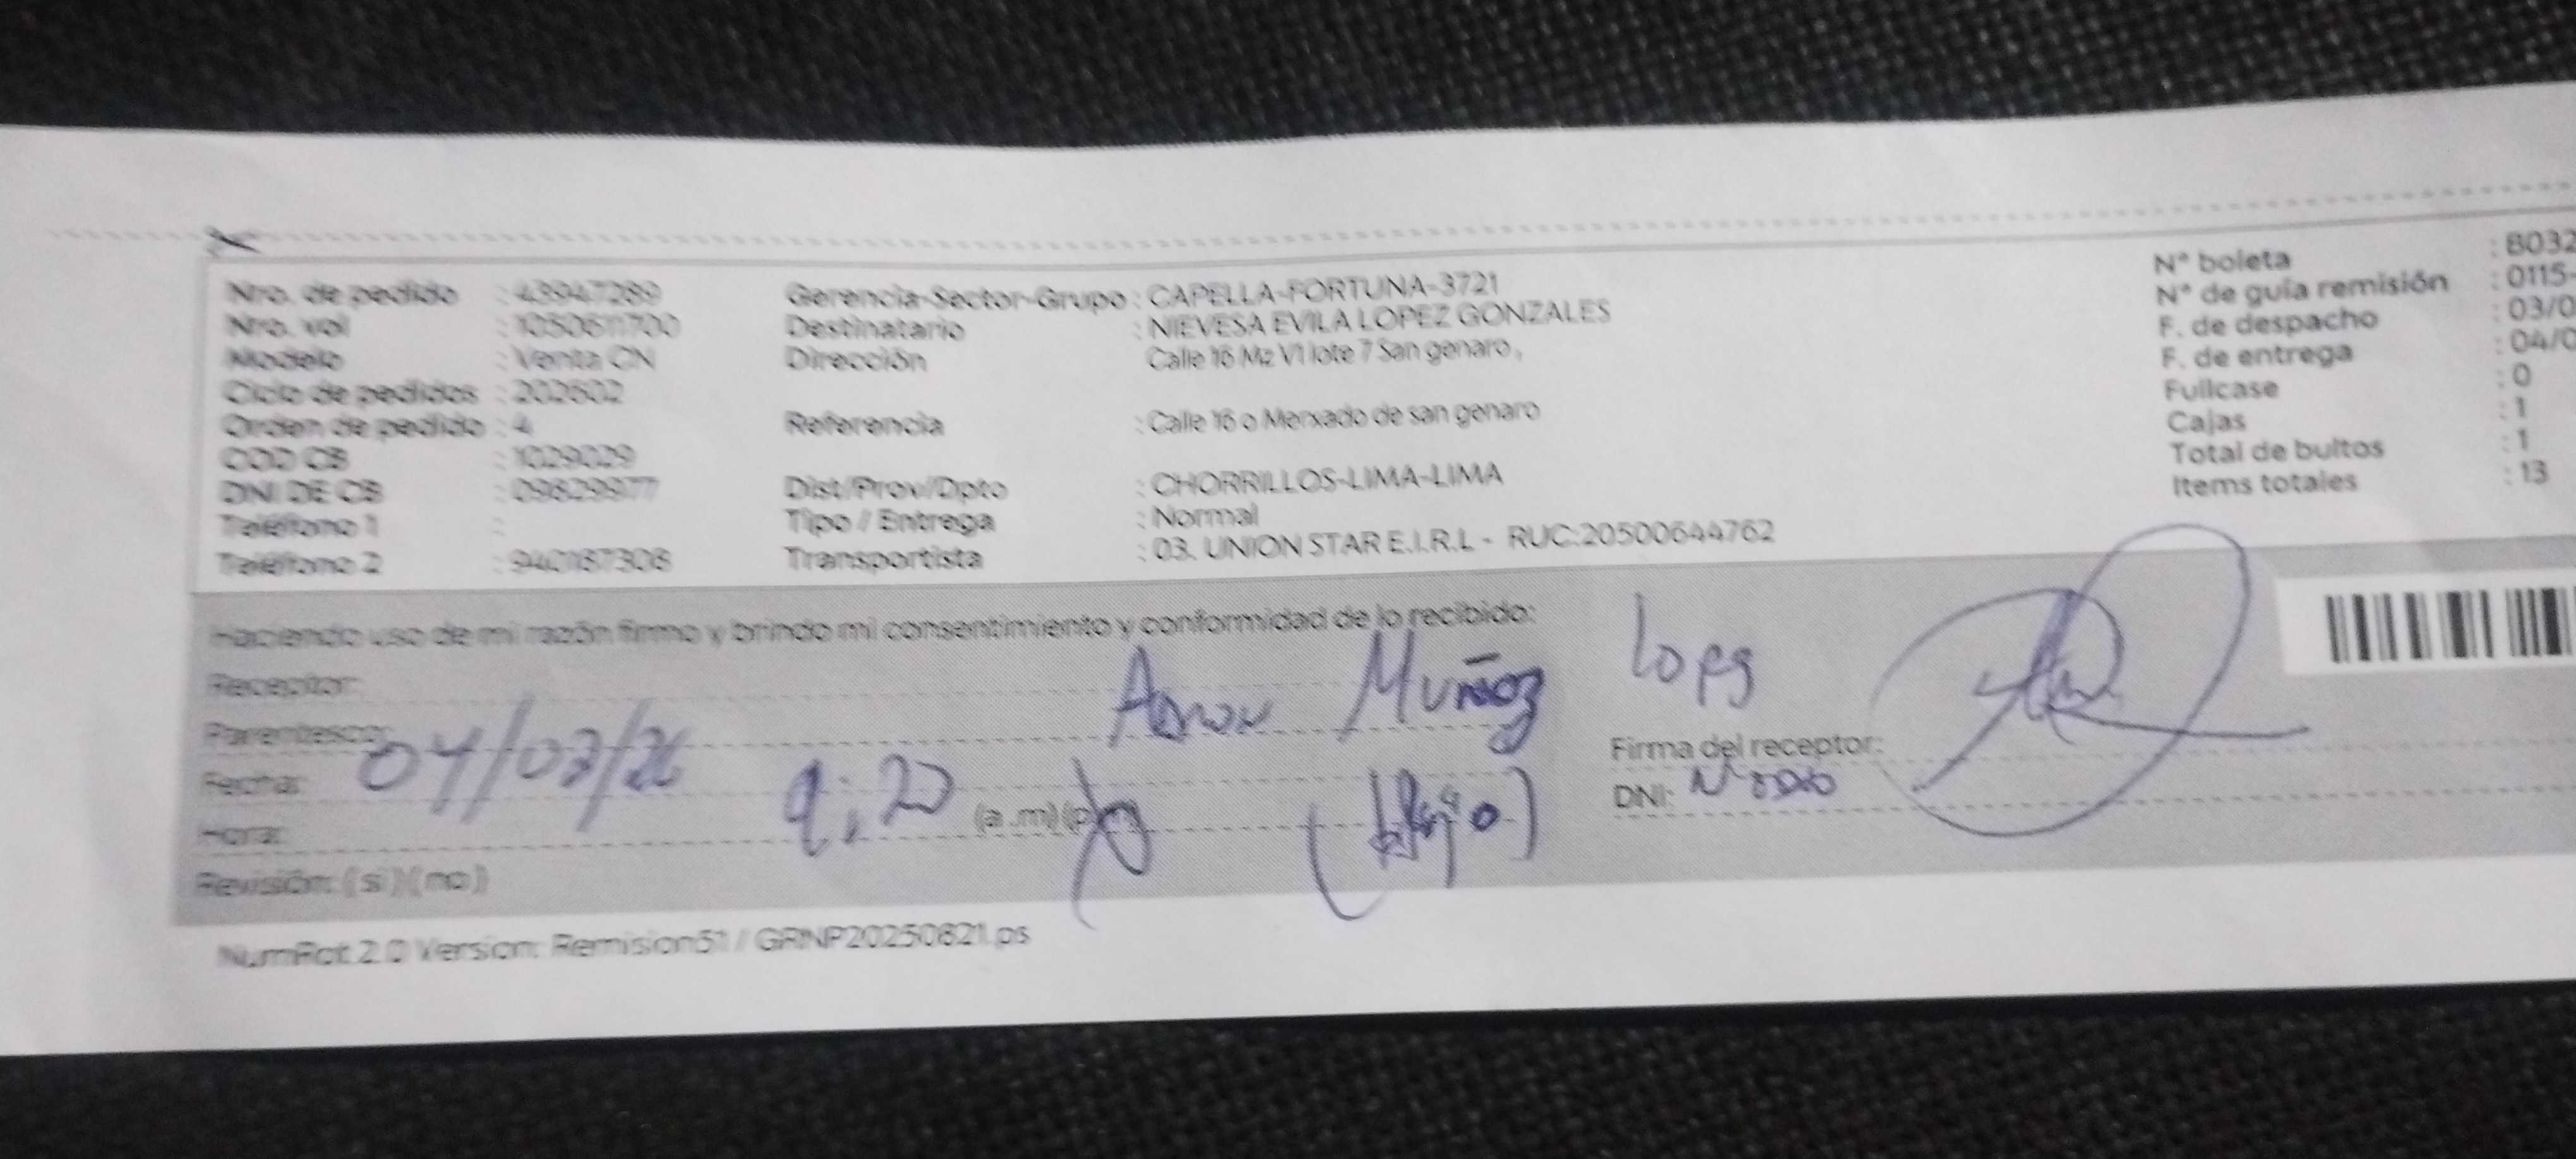 Nro. de pedido : 43947289
Nro. vol : 1050611700
Modelo : Venta CN
Ciclo de pedidos : 202602
Orden de pedido : 4
COD CB : 1029029
DNI DE CB : 09629977
Teléfono 1 :
Teléfono 2 : 940187308
Gerencia-Sector-Grupo : CAPELLA-FORTUNA-3721
Destinatario : NIEVESA EVILA LOPEZ GONZALES
Dirección Calle 16 Mz V1 lote 7 San genaro ,
Referencia : Calle 16 o Merxado de san genaro
Dist/Prov/Dpto : CHORRILLOS-LIMA-LIMA
Tipo / Entrega : Normal
Transportista : 03. UNION STAR E.I.R.L - RUC:20500644762
N° boleta : B032
N° de guía remisión : 0115-
F. de despacho : 03/0
F. de entrega : 04/0
Fullcase : 0
Cajas : 1
Total de bultos : 1
Items totales : 13
Haciendo uso de mi razón firmo y brindo mi consentimiento y conformidad de lo recibido:
Receptor: Muñoz
Parentesco:
Fecha: 04/03/26
Hora: 9:20 (a .m) (p
Revisión: (si) (no)
Firma del receptor:
DNI:
NumRot 2.0 Version: Remision51 / GRNP20250821.ps